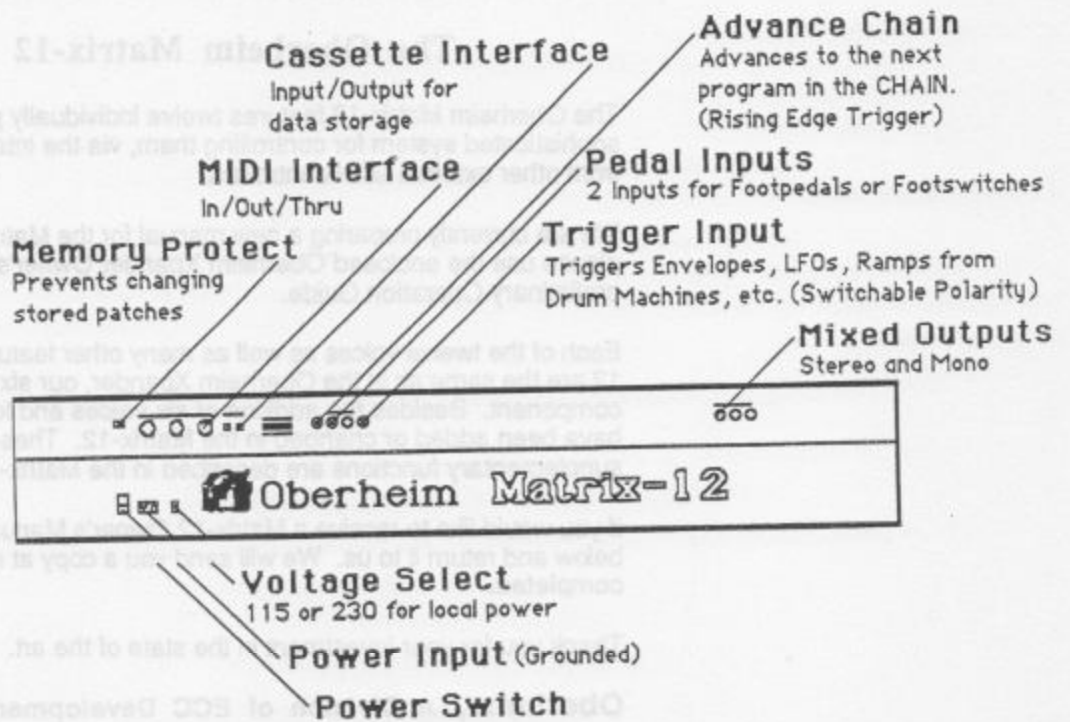 Cassette Interface
Input/Output for
data storage
MIDI Interface
In/Out/Thru
Memory Protect
Prevents changing
stored patches
Advance Chain
Advances to the next
program in the CHAIN.
(Rising Edge Trigger)
Pedal Inputs
2 Inputs for Footpedals or Footswitches
Trigger Input
Triggers Envelopes, LFOs, Ramps from
Drum Machines, etc. (Switchable Polarity)
Mixed Outputs
Stereo and Mono
Oberheim Matrix-12
Voltage Select
115 or 230 for local power
Power Input (Grounded)
Power Switch